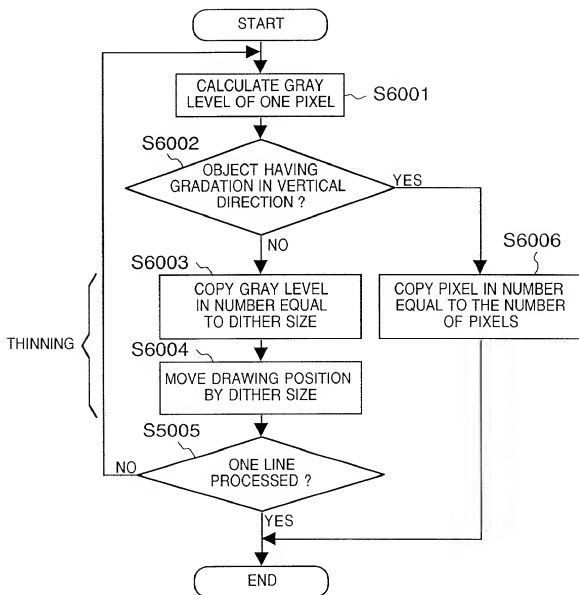 START
CALCULATE GRAY
LEVEL OF ONE PIXEL
S6001
S6002
OBJECT HAVING
GRADATION IN VERTICAL
DIRECTION ?
YES
NO
S6003
COPY GRAY LEVEL
IN NUMBER EQUAL
TO DITHER SIZE
S6006
COPY PIXEL IN NUMBER
EQUAL TO THE NUMBER
OF PIXELS
THINNING
S6004
MOVE DRAWING POSITION
BY DITHER SIZE
S5005
ONE LINE
PROCESSED ?
NO
YES
END